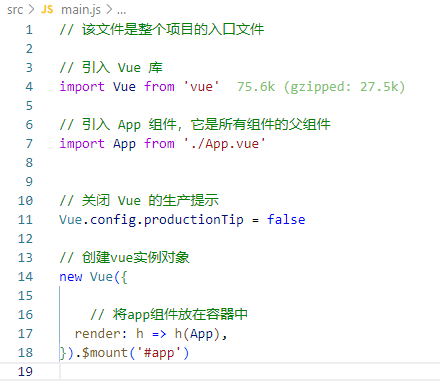 src > JS main.js > ...
1 // 该文件是整个项目的入口文件
2
3 // 引入 Vue 库
4 import Vue from 'vue' 75.6k (gzipped: 27.5k)
5
6 // 引入 App 组件，它是所有组件的父组件
7 import App from './App.vue'
8
9
10 // 关闭 Vue 的生产提示
11 Vue.config.productionTip = false
12
13 // 创建vue实例对象
14 new Vue({
15
16 // 将app组件放在容器中
17 render: h => h(App),
18 }).$mount('#app')
19